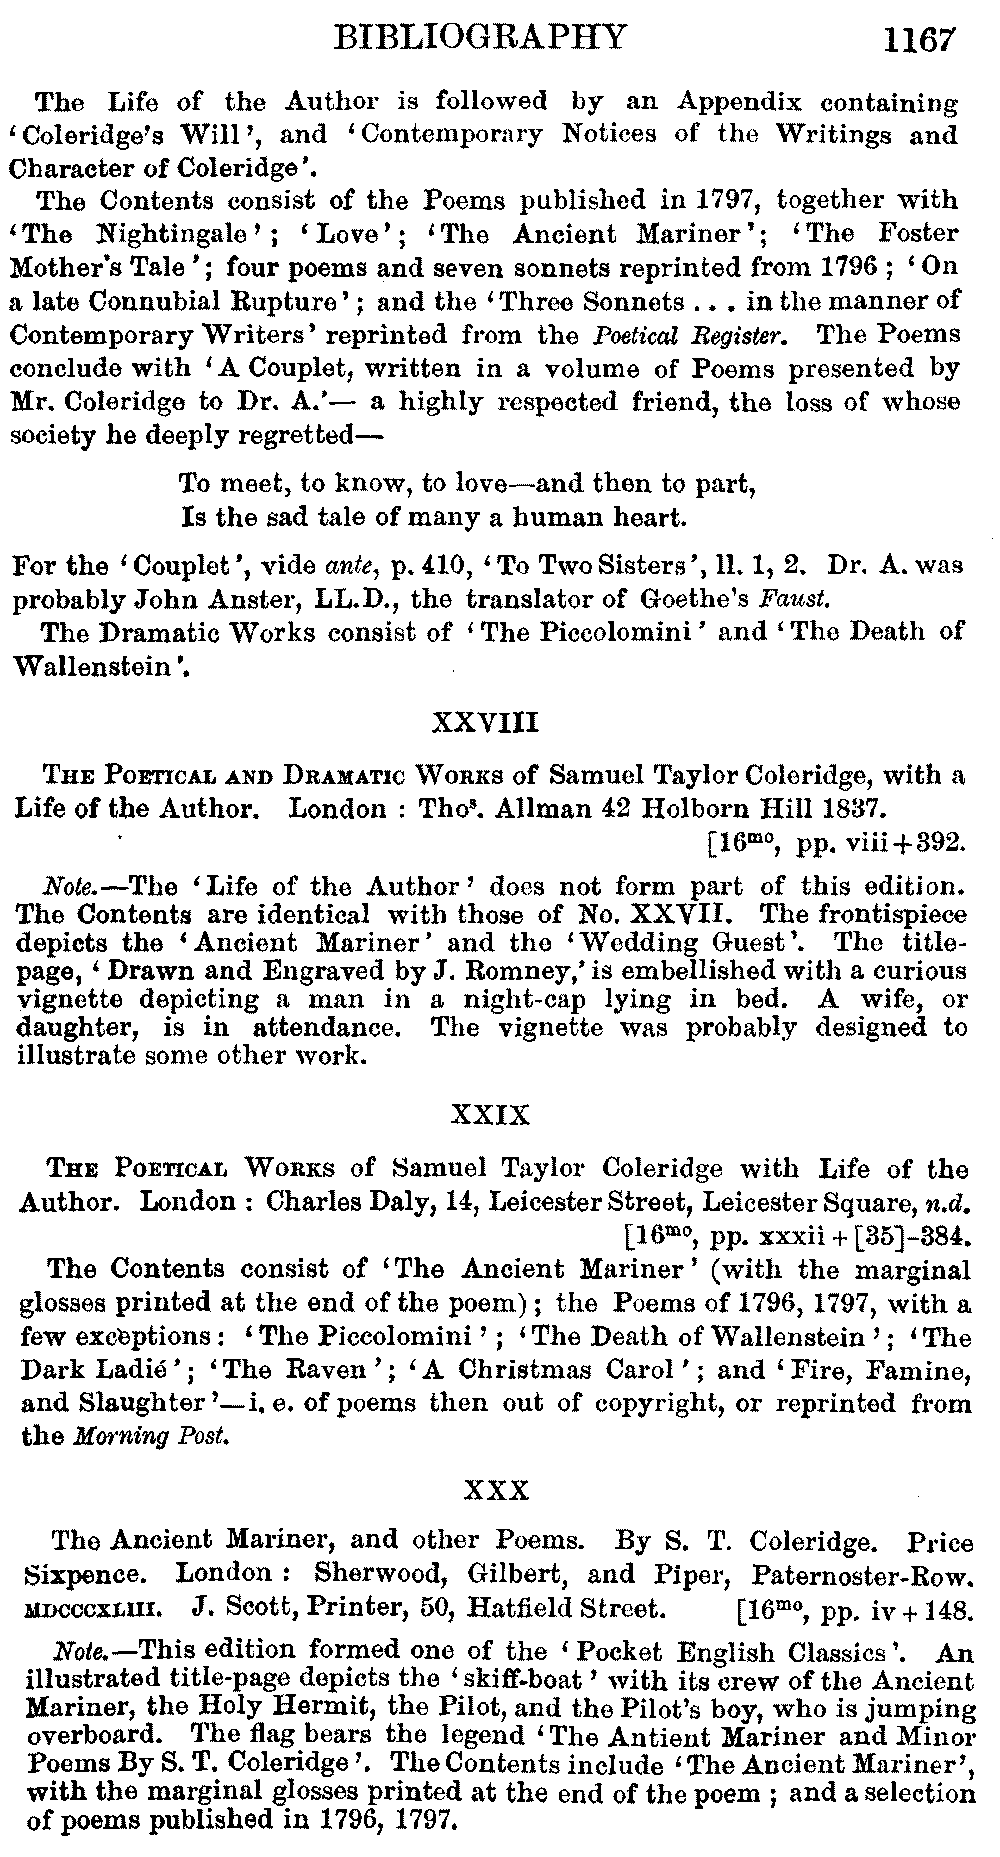 BIBLIOGRAPHY 1167
The Life of the Author is followed by an Appendix containing
‘Coleridge's Will’, and ‘Contemporary Notices of the Writings and
Character of Coleridge’.
The Contents consist of the Poems published in 1797, together with
‘The Nightingale’; ‘Love’; ‘The Ancient Mariner’; ‘The Foster
Mother's Tale’; four poems and seven sonnets reprinted from 1796; ‘On
a late Connubial Rupture’; and the ‘Three Sonnets . . . in the manner of
Contemporary Writers’ reprinted from the Poetical Register. The Poems
conclude with ‘A Couplet, written in a volume of Poems presented by
Mr. Coleridge to Dr. A.’— a highly respected friend, the loss of whose
society he deeply regretted—
To meet, to know, to love—and then to part,
Is the sad tale of many a human heart.
For the ‘Couplet’, vide ante, p. 410, ‘To Two Sisters’, ll. 1, 2. Dr. A. was
probably John Anster, LL.D., the translator of Goethe's Faust.
The Dramatic Works consist of ‘The Piccolomini’ and ‘The Death of
Wallenstein’.
XXVIII
The Poetical and Dramatic Works of Samuel Taylor Coleridge, with a
Life of the Author. London : Thoˢ. Allman 42 Holborn Hill 1837.
[16ᵐᵒ, pp. viii+392.
Note.—The ‘Life of the Author’ does not form part of this edition.
The Contents are identical with those of No. XXVII. The frontispiece
depicts the ‘Ancient Mariner’ and the ‘Wedding Guest’. The title-
page, ‘Drawn and Engraved by J. Romney,’ is embellished with a curious
vignette depicting a man in a night-cap lying in bed. A wife, or
daughter, is in attendance. The vignette was probably designed to
illustrate some other work.
XXIX
The Poetical Works of Samuel Taylor Coleridge with Life of the
Author. London : Charles Daly, 14, Leicester Street, Leicester Square, n.d.
[16ᵐᵒ, pp. xxxii + [35]-384.
The Contents consist of ‘The Ancient Mariner’ (with the marginal
glosses printed at the end of the poem); the Poems of 1796, 1797, with a
few exceptions: ‘The Piccolomini’; ‘The Death of Wallenstein’; ‘The
Dark Ladié’; ‘The Raven’; ‘A Christmas Carol’; and ‘Fire, Famine,
and Slaughter’—i. e. of poems then out of copyright, or reprinted from
the Morning Post.
XXX
The Ancient Mariner, and other Poems. By S. T. Coleridge. Price
Sixpence. London : Sherwood, Gilbert, and Piper, Paternoster-Row.
MDCCCXLIII. J. Scott, Printer, 50, Hatfield Street. [16ᵐᵒ, pp. iv + 148.
Note.—This edition formed one of the ‘Pocket English Classics’. An
illustrated title-page depicts the ‘skiff-boat’ with its crew of the Ancient
Mariner, the Holy Hermit, the Pilot, and the Pilot's boy, who is jumping
overboard. The flag bears the legend ‘The Antient Mariner and Minor
Poems By S. T. Coleridge’. The Contents include ‘The Ancient Mariner’,
with the marginal glosses printed at the end of the poem; and a selection
of poems published in 1796, 1797.